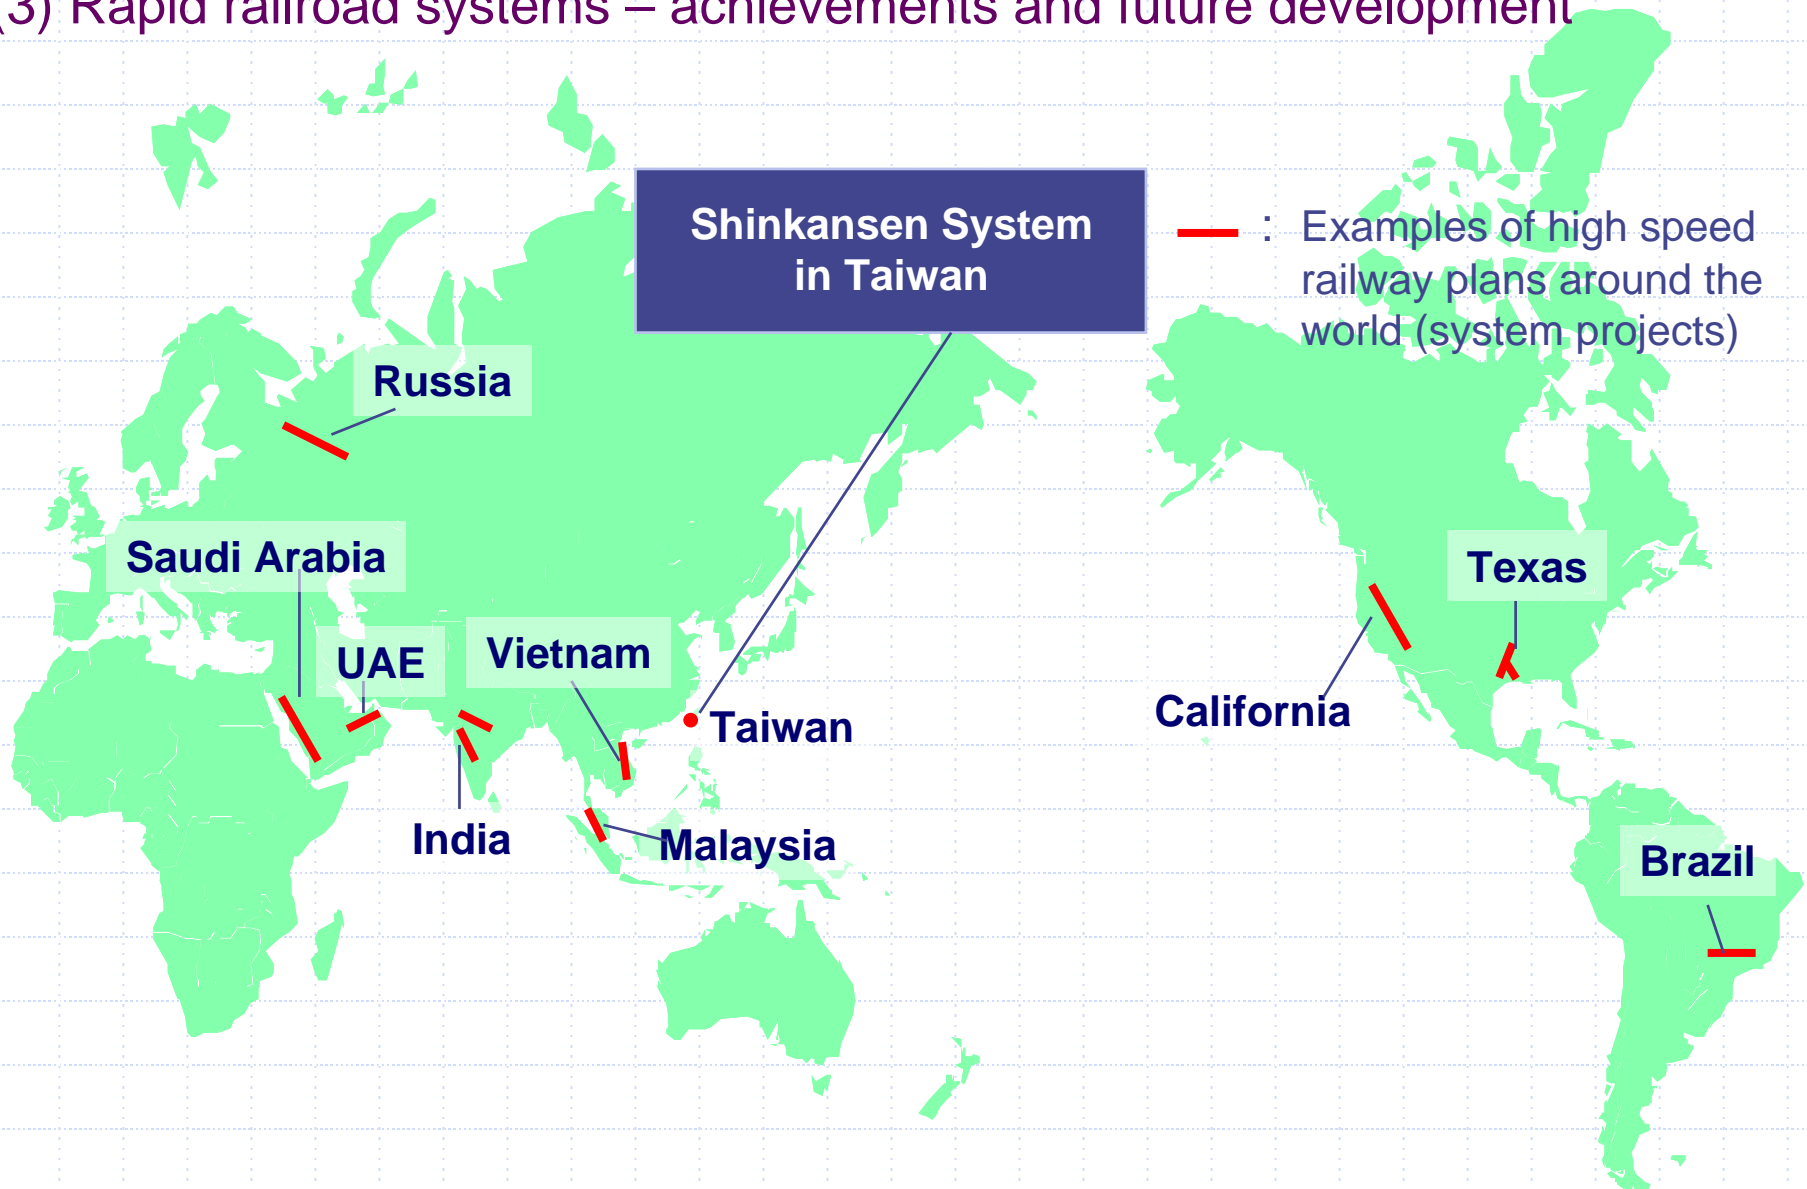 (3) Rapid railroad systems – achievements and future development
Shinkansen System
in Taiwan
: Examples of high speed
railway plans around the
world (system projects)
Russia
Saudi Arabia
Texas
UAE
Vietnam
California
Taiwan
India
Malaysia
Brazil